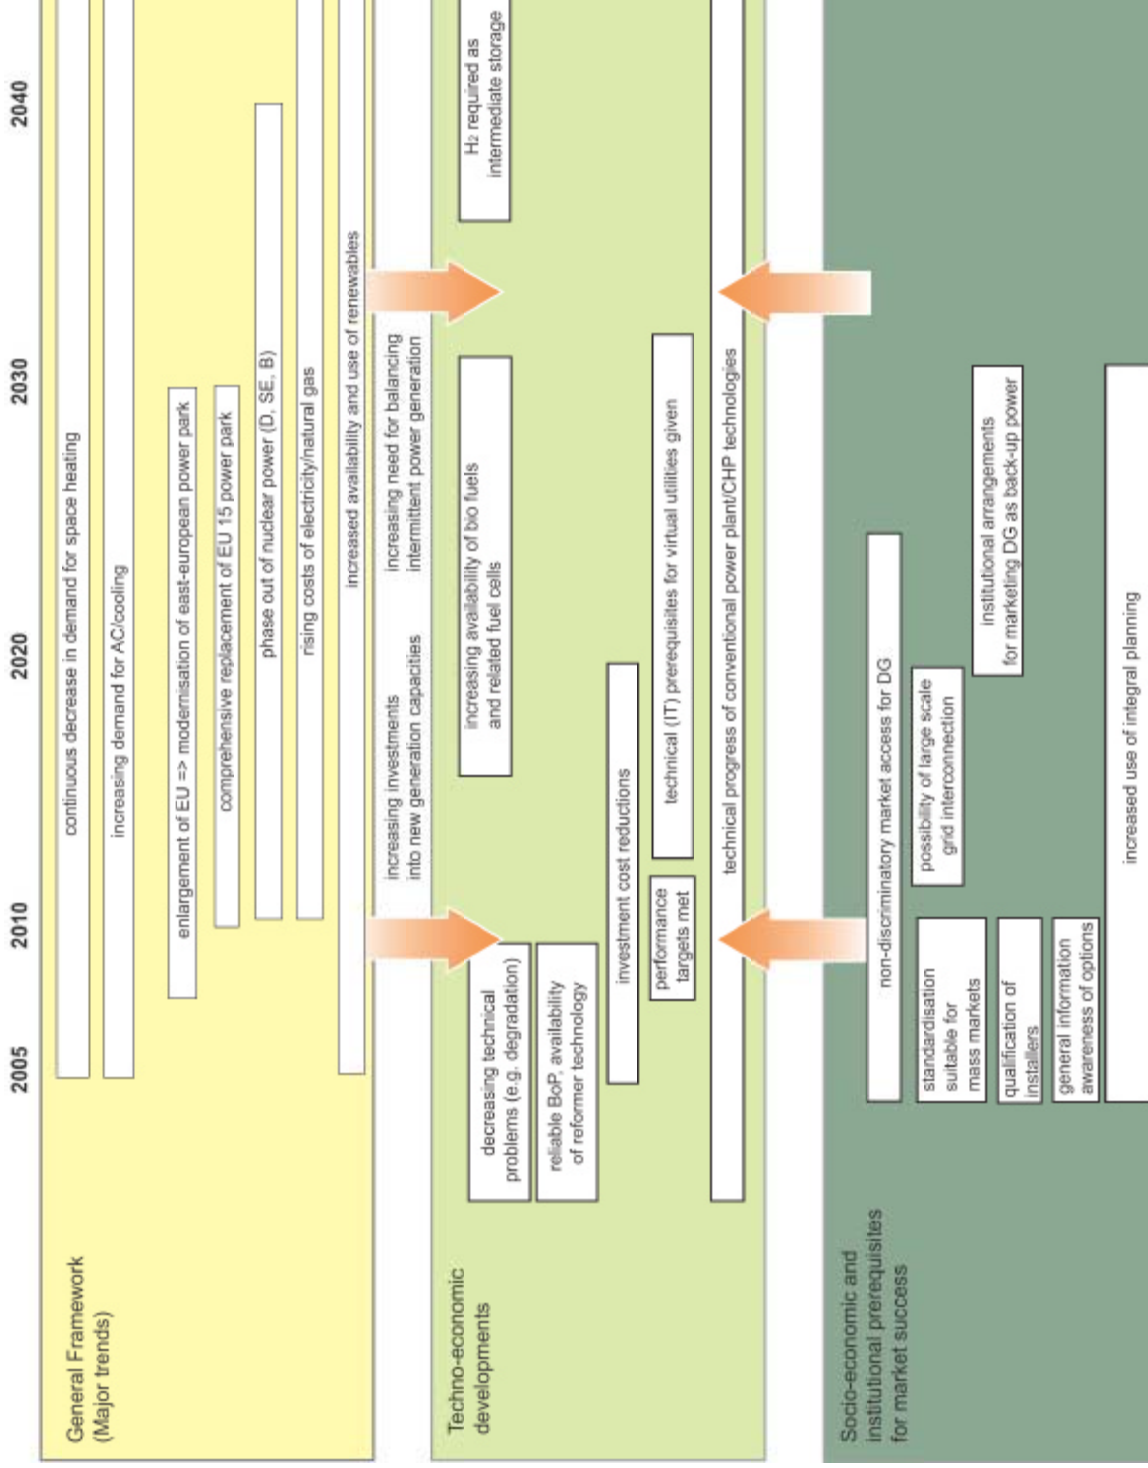 2005
2010
2020
2030
2040
General Framework
(Major trends)
continuous decrease in demand for space heating
increasing demand for AC/cooling
enlargement of EU => modernisation of east-european power park
comprehensive replacement of EU 15 power park
phase out of nuclear power (D, SE, B)
rising costs of electricity/natural gas
increased availability and use of renewables
increasing investments
into new generation capacities
increasing need for balancing
intermittent power generation
Techno-economic
developments
decreasing technical
problems (e.g. degradation)
increasing availability of bio fuels
and related fuel cells
H2 required as
intermediate storage
reliable BoP, availability
of reformer technology
investment cost reductions
performance
targets met
technical (IT) prerequisites for virtual utilities given
technical progress of conventional power plant/CHP technologies
Socio-economic and
institutional prerequisites
for market success
non-discriminatory market access for DG
standardisation
suitable for
mass markets
possibility of large scale
grid interconnection
institutional arrangements
for marketing DG as back-up power
qualification of
installers
general information
awareness of options
increased use of integral planning